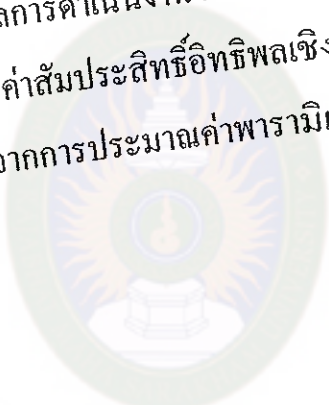 ลการดำเนินงาน
ค่าสัมประสิทธิ์อิทธิพลเชิง
จากการประมาณค่าพารามิ